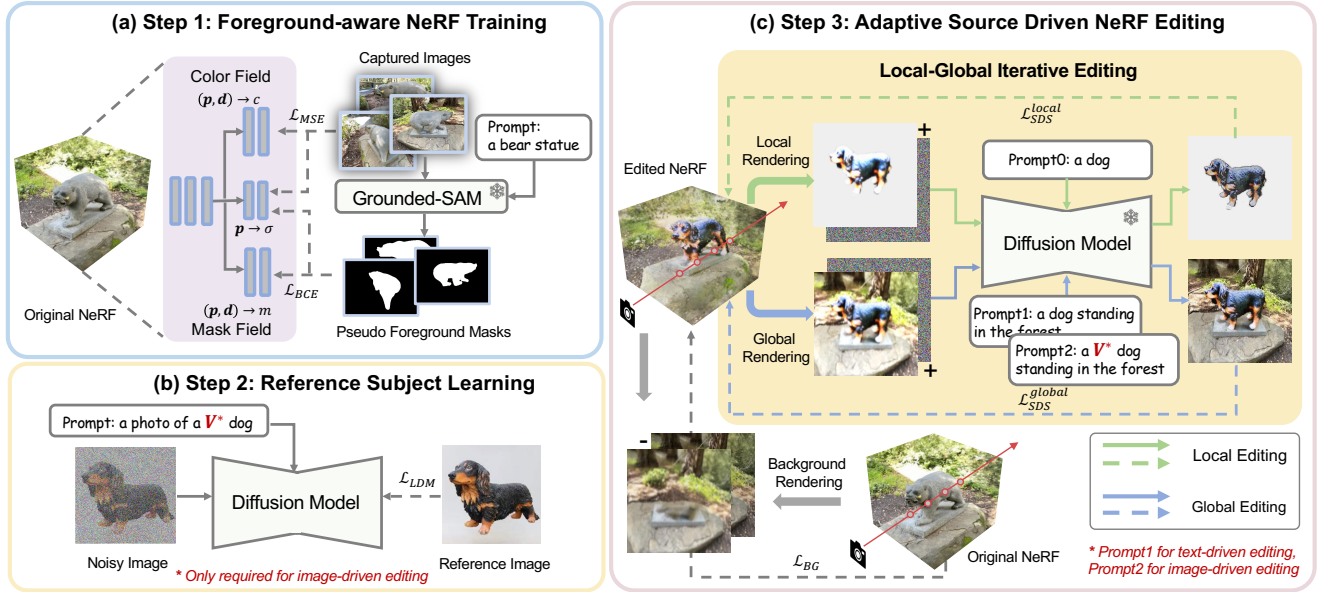 (a) Step 1: Foreground-aware NeRF Training
Color Field
(p, d) → c
ℒ_MSE
Captured Images
Prompt:
a bear statue
Grounded-SAM
p → σ
ℒ_BCE
(p, d) → m
Mask Field
Original NeRF
Pseudo Foreground Masks
(b) Step 2: Reference Subject Learning
Prompt: a photo of a V* dog
Diffusion Model
ℒ_LDM
Noisy Image
Reference Image
* Only required for image-driven editing
(c) Step 3: Adaptive Source Driven NeRF Editing
Local-Global Iterative Editing
ℒ_SDS^local
Edited NeRF
Local
Rendering
+
Prompt0: a dog
Diffusion Model
Global
Rendering
+
Prompt1: a dog standing
in the forest
Prompt2: a V* dog
standing in the forest
ℒ_SDS^global
-
Background
Rendering
ℒ_BG
Original NeRF
Local Editing
Global Editing
* Prompt1 for text-driven editing,
Prompt2 for image-driven editing